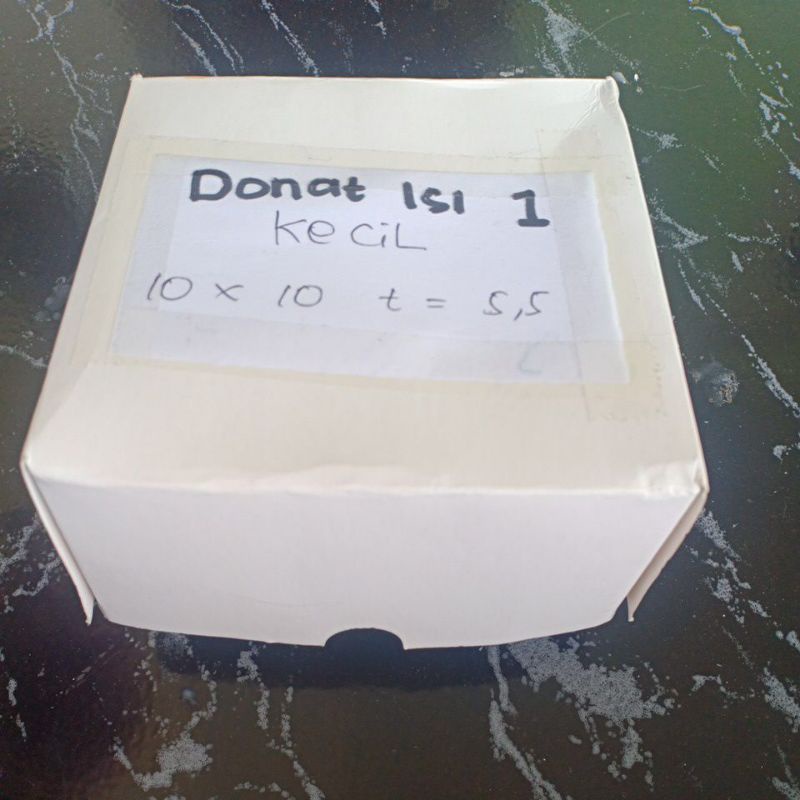 Donat Isi 1
Kecil
10 x 10 t = 5,5